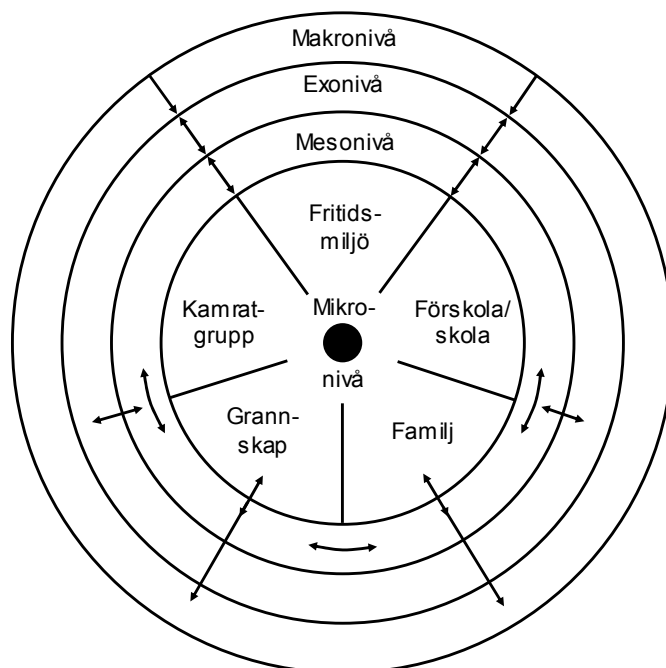 Makronivå
Exonivå
Mesonivå
Fritids-
miljö
Kamrat-
grupp
Mikro-
nivå
Förskola/
skola
Grann-
skap
Familj